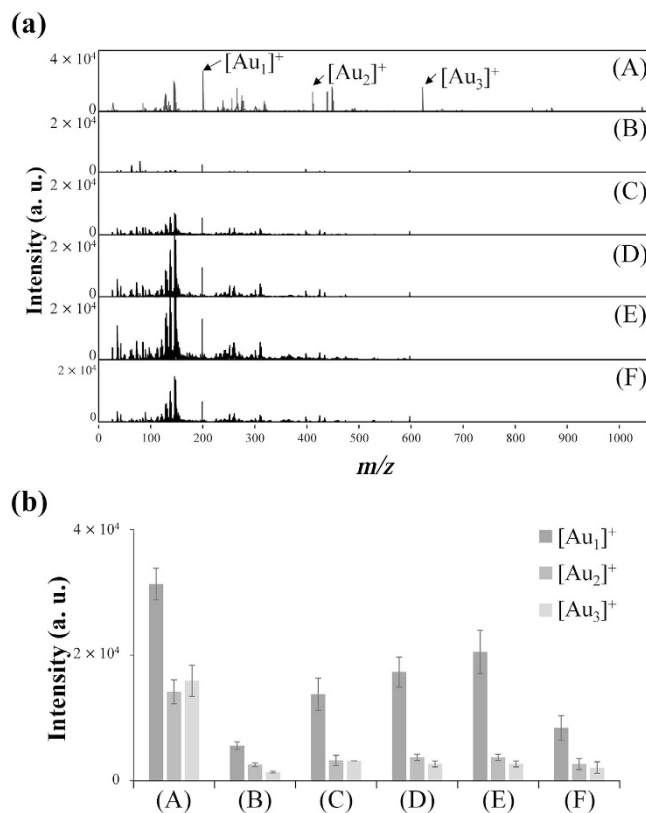 (a)
4 × 10⁴
[Au₁]⁺
[Au₂]⁺
[Au₃]⁺
(A)
0
2 × 10⁴
(B)
0
2 × 10⁴
(C)
0
2 × 10⁴
(D)
0
2 × 10⁴
(E)
0
2 × 10⁴
(F)
0
Intensity (a. u.)
0 100 200 300 400 500 600 700 800 900 1000
m/z
(b)
4 × 10⁴
[Au₁]⁺
[Au₂]⁺
[Au₃]⁺
Intensity (a. u.)
2 × 10⁴
0
(A) (B) (C) (D) (E) (F)